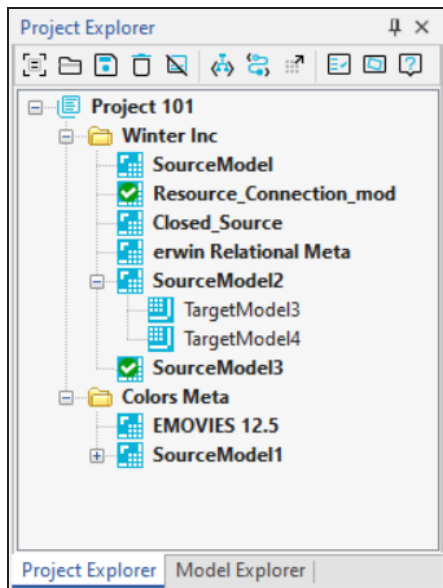 Project Explorer
Project 101
Winter Inc
SourceModel
Resource_Connection_mod
Closed_Source
erwin Relational Meta
SourceModel2
TargetModel3
TargetModel4
SourceModel3
Colors Meta
EMOVIES 12.5
SourceModel1
Project Explorer Model Explorer